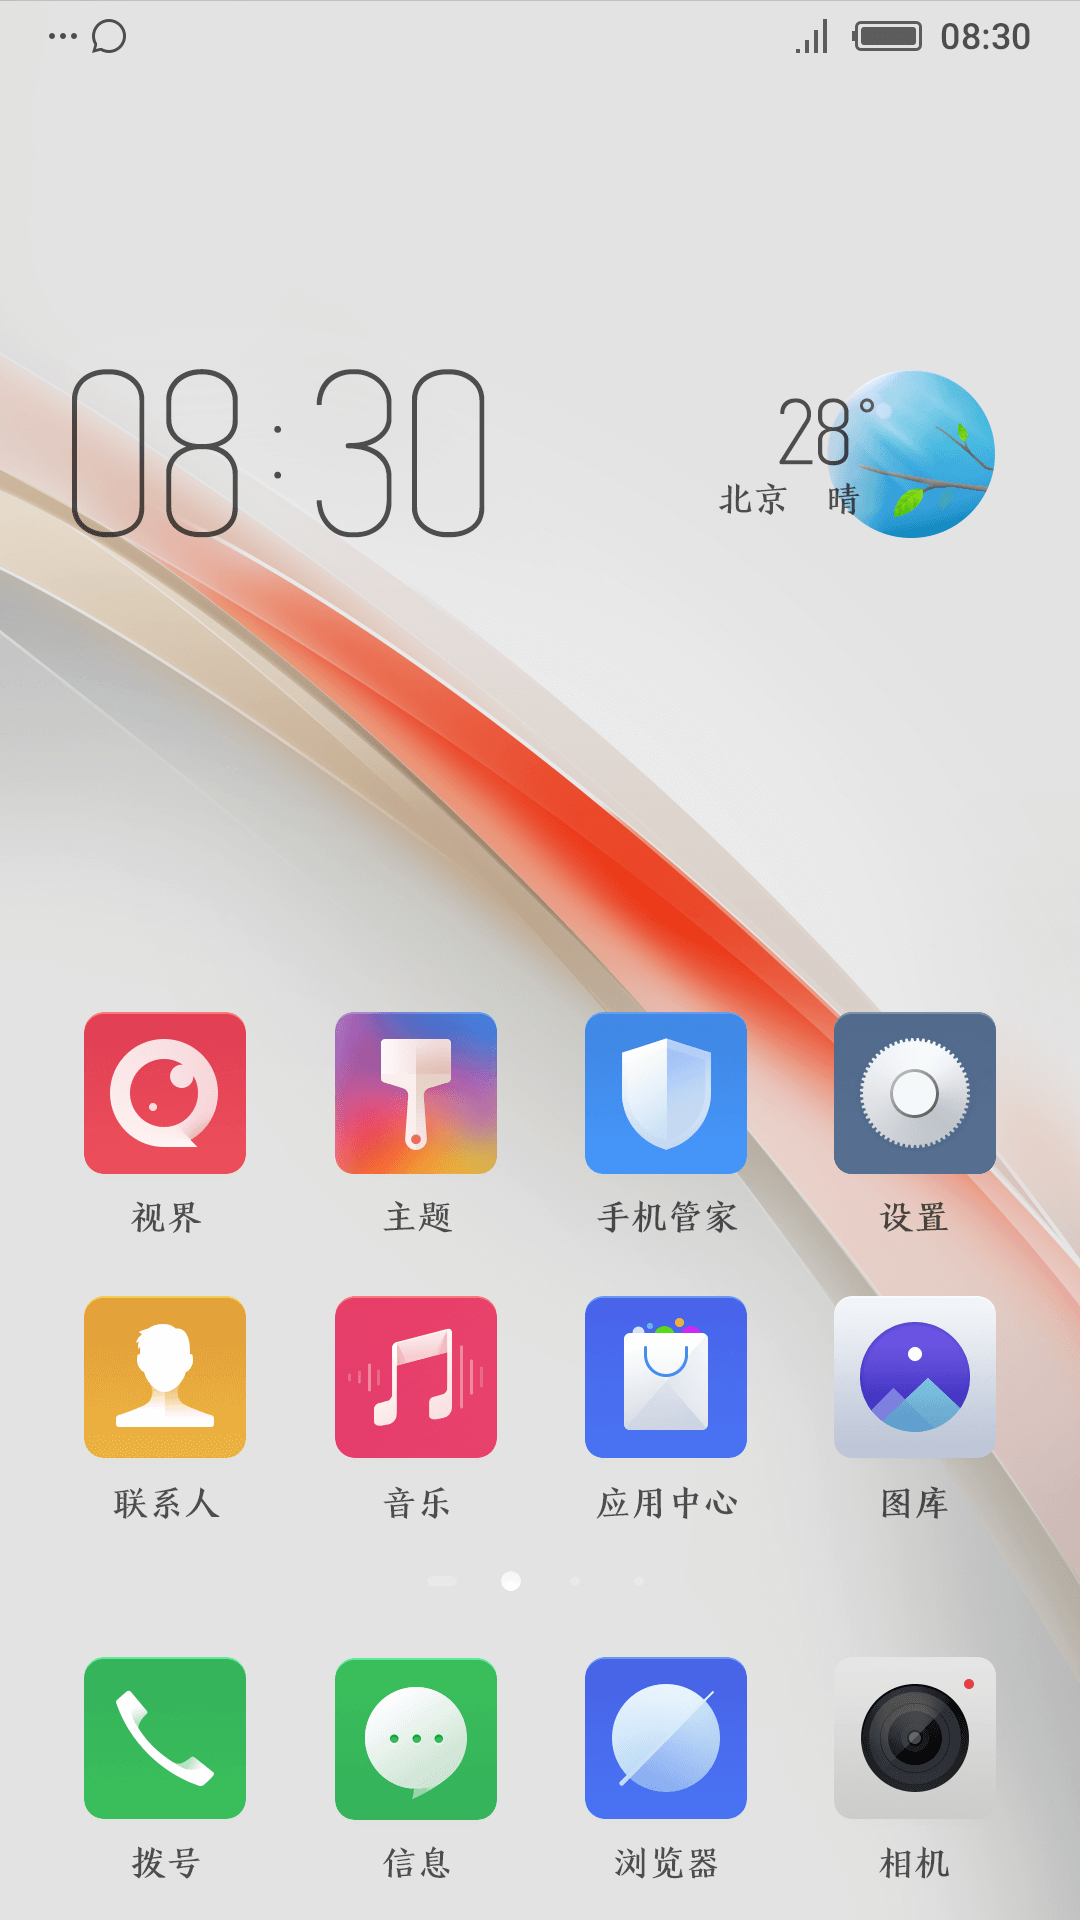 08:30
08:30
28°
北京 晴
视界 主题 手机管家 设置
联系人 音乐 应用中心 图库
拨号 信息 浏览器 相机